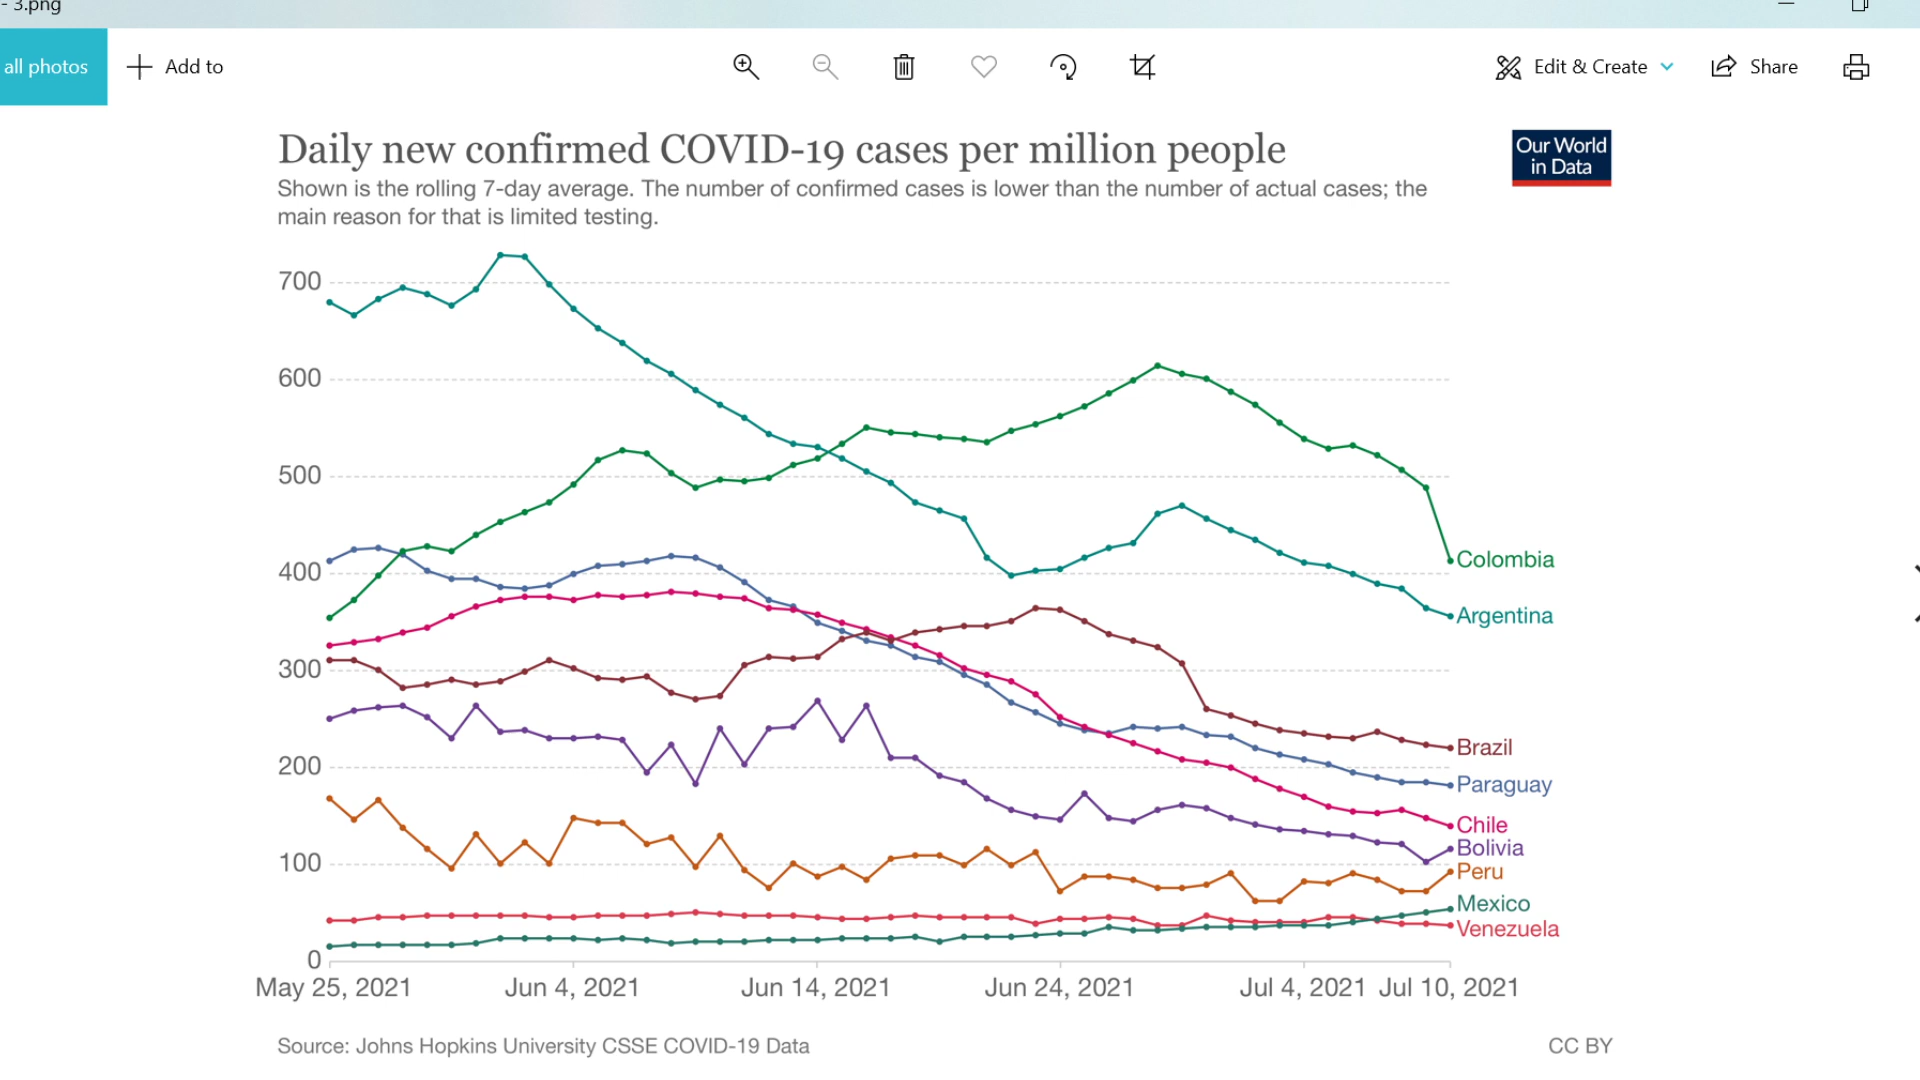 - 3.png
all photos
Add to
Edit & Create
Share
Daily new confirmed COVID-19 cases per million people
Our World
in Data
Shown is the rolling 7-day average. The number of confirmed cases is lower than the number of actual cases; the
main reason for that is limited testing.
700
600
500
400
300
200
100
0
Colombia
Argentina
Brazil
Paraguay
Chile
Bolivia
Peru
Mexico
Venezuela
May 25, 2021
Jun 4, 2021
Jun 14, 2021
Jun 24, 2021
Jul 4, 2021
Jul 10, 2021
Source: Johns Hopkins University CSSE COVID-19 Data
CC BY